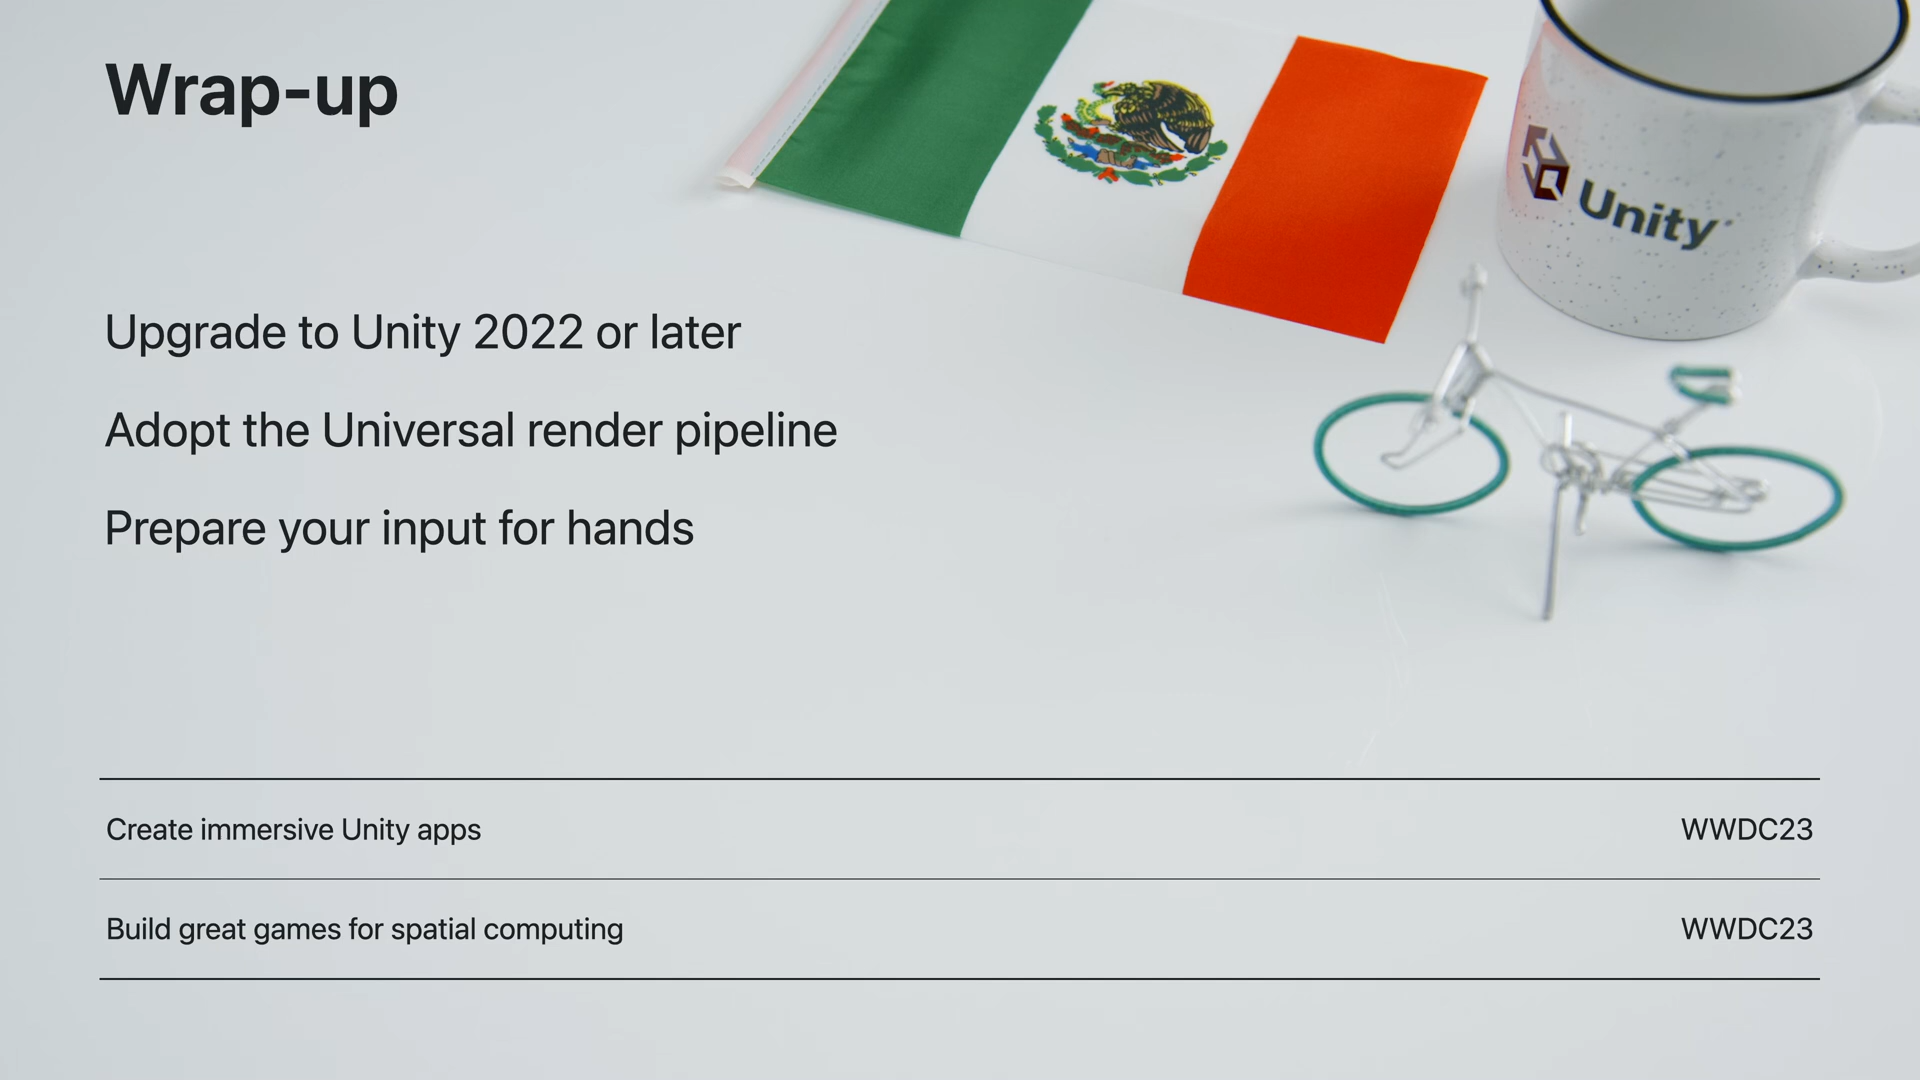 Wrap-up
Unity
Upgrade to Unity 2022 or later
Adopt the Universal render pipeline
Prepare your input for hands
Create immersive Unity apps WWDC23
Build great games for spatial computing WWDC23